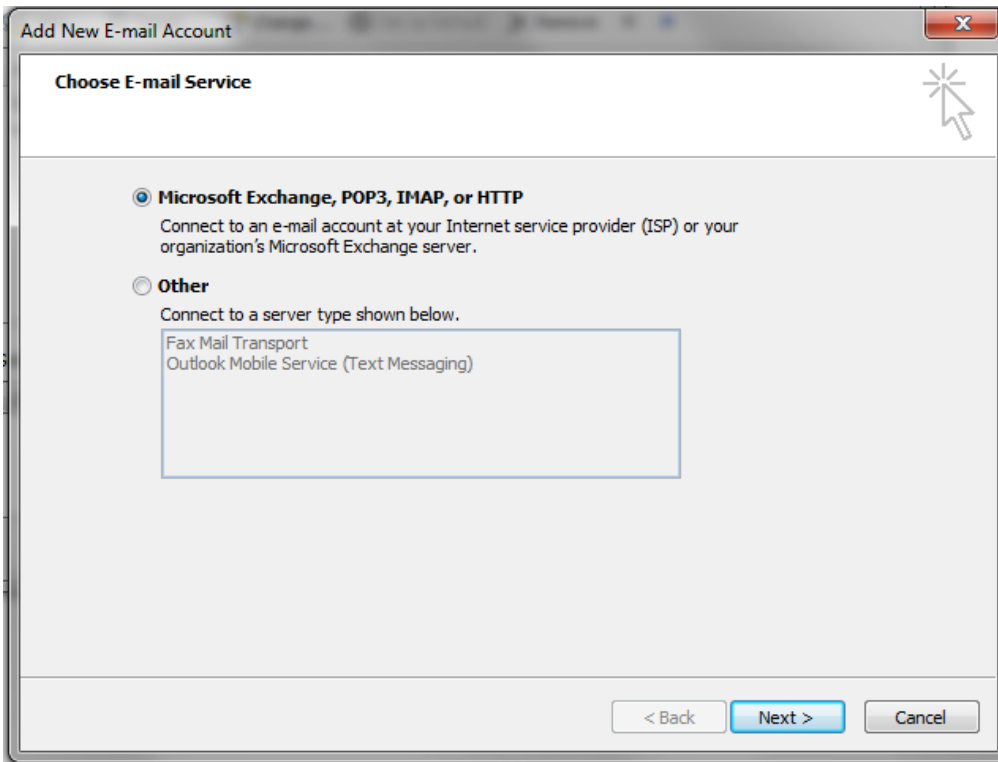 Add New E-mail Account
Choose E-mail Service
Microsoft Exchange, POP3, IMAP, or HTTP
Connect to an e-mail account at your Internet service provider (ISP) or your
organization's Microsoft Exchange server.
Other
Connect to a server type shown below.
Fax Mail Transport
Outlook Mobile Service (Text Messaging)
< Back
Next >
Cancel